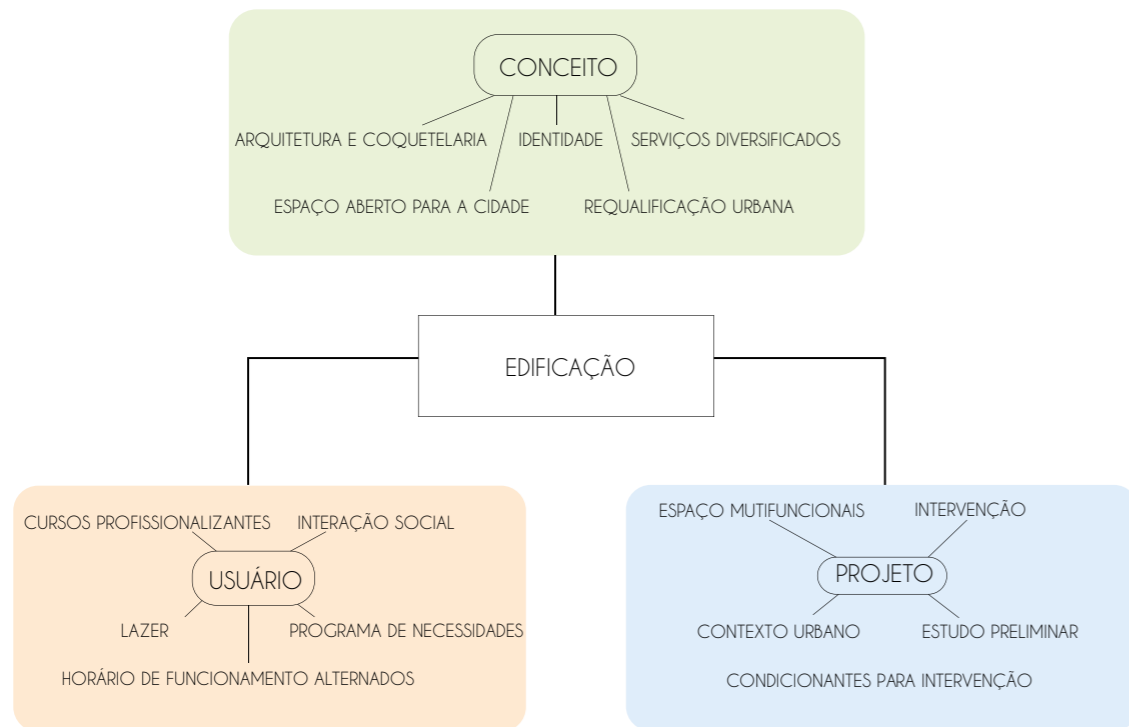 CONCEITO
ARQUITETURA E COQUETELARIA
IDENTIDADE
SERVIÇOS DIVERSIFICADOS
ESPAÇO ABERTO PARA A CIDADE
REQUALIFICAÇÃO URBANA
EDIFICAÇÃO
CURSOS PROFISSIONALIZANTES
INTERAÇÃO SOCIAL
USUÁRIO
LAZER
PROGRAMA DE NECESSIDADES
HORÁRIO DE FUNCIONAMENTO ALTERNADOS
ESPAÇO MUTIFUNCIONAIS
INTERVENÇÃO
PROJETO
CONTEXTO URBANO
ESTUDO PRELIMINAR
CONDICIONANTES PARA INTERVENÇÃO